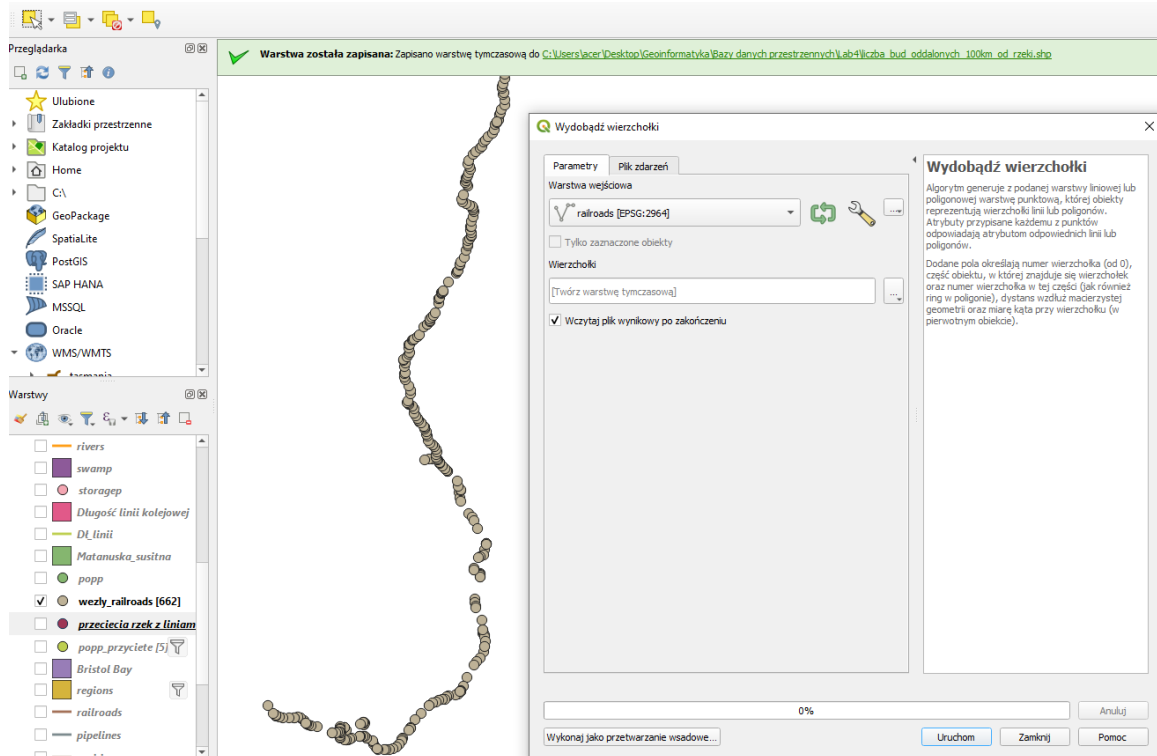 Przeglądarka
Warstwa została zapisana: Zapisano warstwę tymczasową do C:\Users\acer\Desktop\Geoinformatyka\Bazy danych przestrzennych\Lab4\liczba_bud_oddalonych_100km_od_rzeki.shp
Ulubione
Zakładki przestrzenne
Katalog projektu
Home
C:\
GeoPackage
SpatiaLite
PostGIS
SAP HANA
MSSQL
Oracle
WMS/WMTS
tasmania
Warstwy
rivers
swamp
storagep
Długość linii kolejowej
Dł_linii
Matanuska_susitna
popp
wezly_railroads [662]
przeciecia rzek z liniam
popp_przyciete [5]
Bristol Bay
regions
railroads
pipelines
Wydobądź wierzchołki
Parametry
Plik zdarzeń
Warstwa wejściowa
railroads [EPSG:2964]
Tylko zaznaczone obiekty
Wierzchołki
[Twórz warstwę tymczasową]
Wczytaj plik wynikowy po zakończeniu
Wydobądź wierzchołki
Algorytm generuje z podanej warstwy liniowej lub
poligonowej warstwę punktową, której obiekty
reprezentują wierzchołki linii lub poligonów.
Atrybuty przypisane każdemu z punktów
odpowiadają atrybutom odpowiednich linii lub
poligonów.
Dodane pola określają numer wierzchołka (od 0),
część obiektu, w której znajduje się wierzchołek
oraz numer wierzchołka w tej części (jak również
ring w poligonie), dystans wzdłuż macierzystej
geometrii oraz miarę kąta przy wierzchołku (w
pierwotnym obiekcie).
0%
Anuluj
Wykonaj jako przetwarzanie wsadowe...
Uruchom
Zamknij
Pomoc